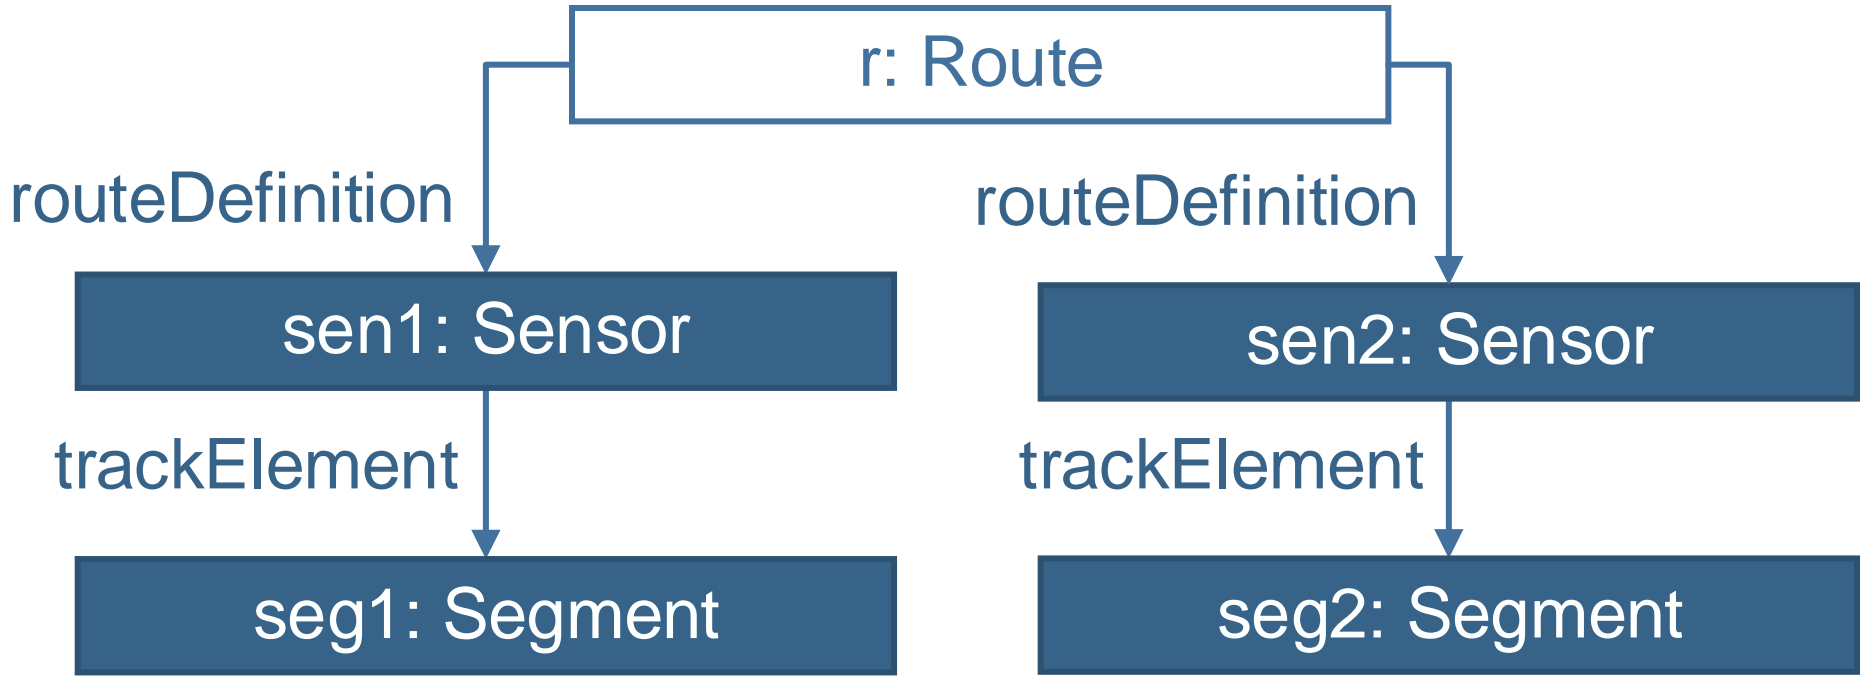 r: Route
routeDefinition
routeDefinition
sen1: Sensor
sen2: Sensor
trackElement
trackElement
seg1: Segment
seg2: Segment